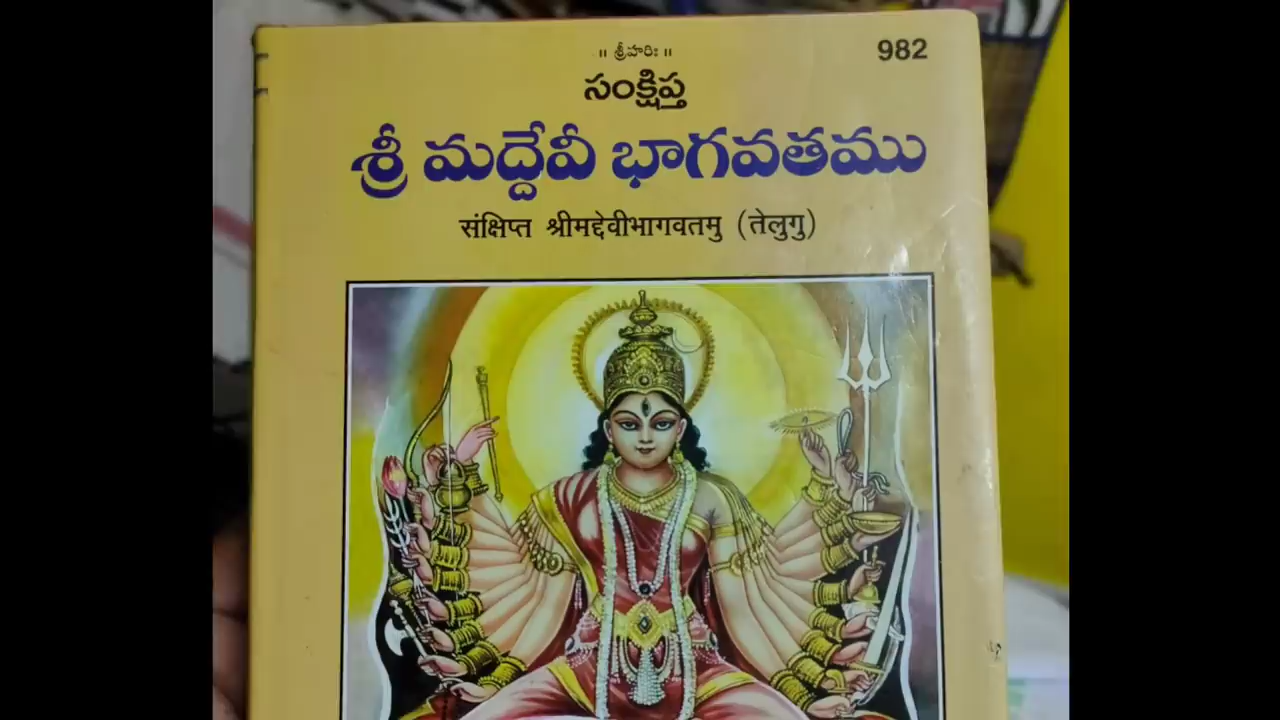 ॥ శ్రీహరిః ॥
982
సంక్షిప్త
శ్రీ మద్దేవీ భాగవతము
संक्षिप्त श्रीमद्देवीभागवतमु (तेलुगु)